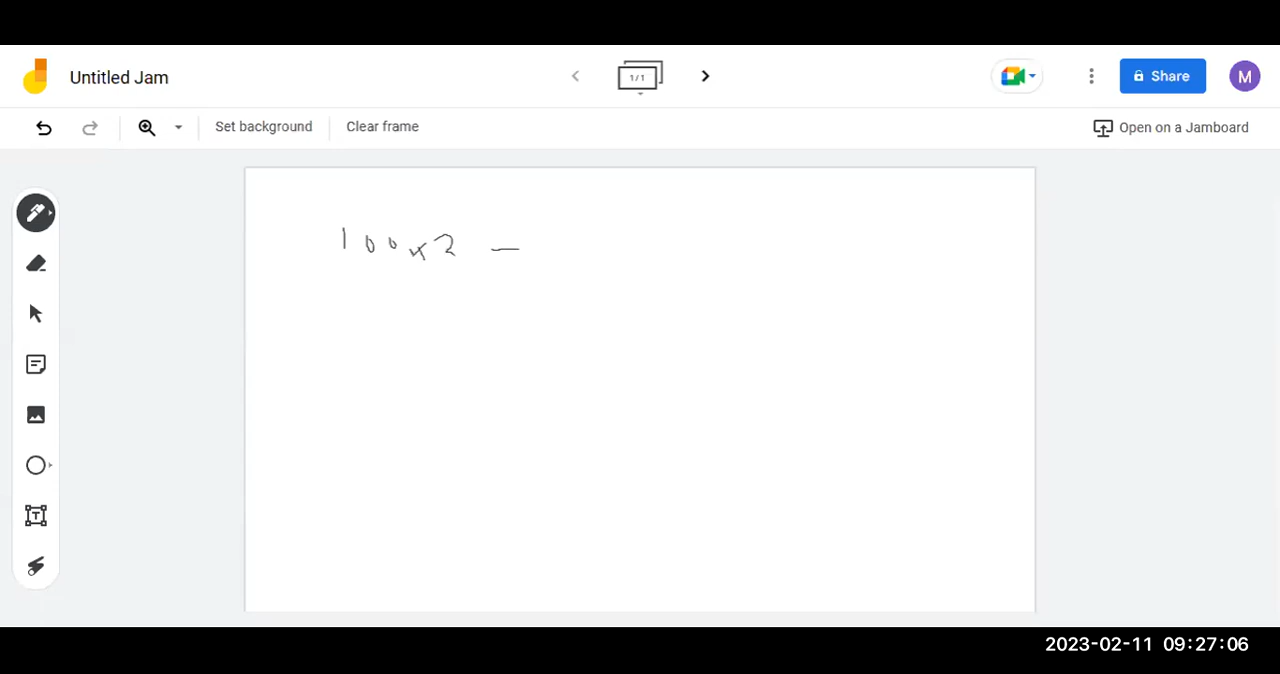 Untitled Jam
1/1
Share
M
Set background
Clear frame
Open on a Jamboard
100x2 —
T
2023-02-11 09:27:06